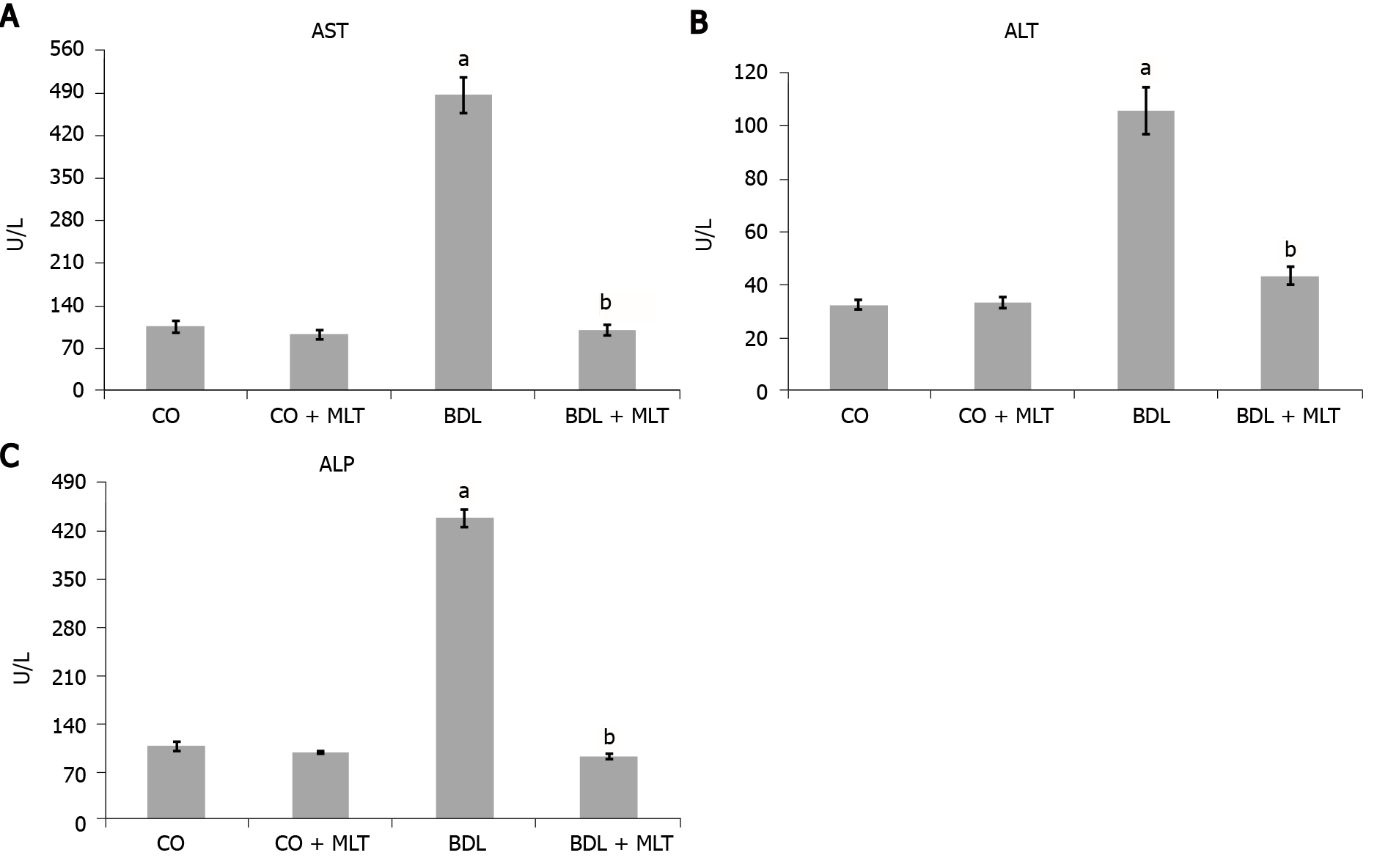 A
AST
560
490
420
350
280
210
140
70
0
U/L
a
b
CO
CO + MLT
BDL
BDL + MLT
B
ALT
120
100
80
60
40
20
0
U/L
a
b
CO
CO + MLT
BDL
BDL + MLT
C
ALP
490
420
350
280
210
140
70
0
U/L
a
b
CO
CO + MLT
BDL
BDL + MLT